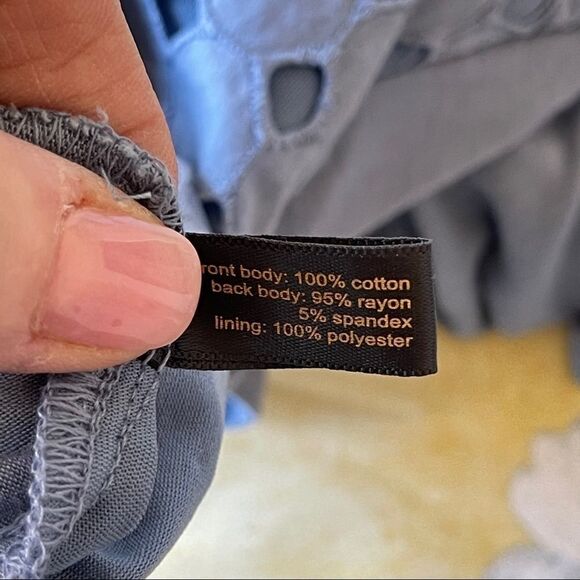 ront body: 100% cotton
back body: 95% rayon
5% spandex
lining: 100% polyester